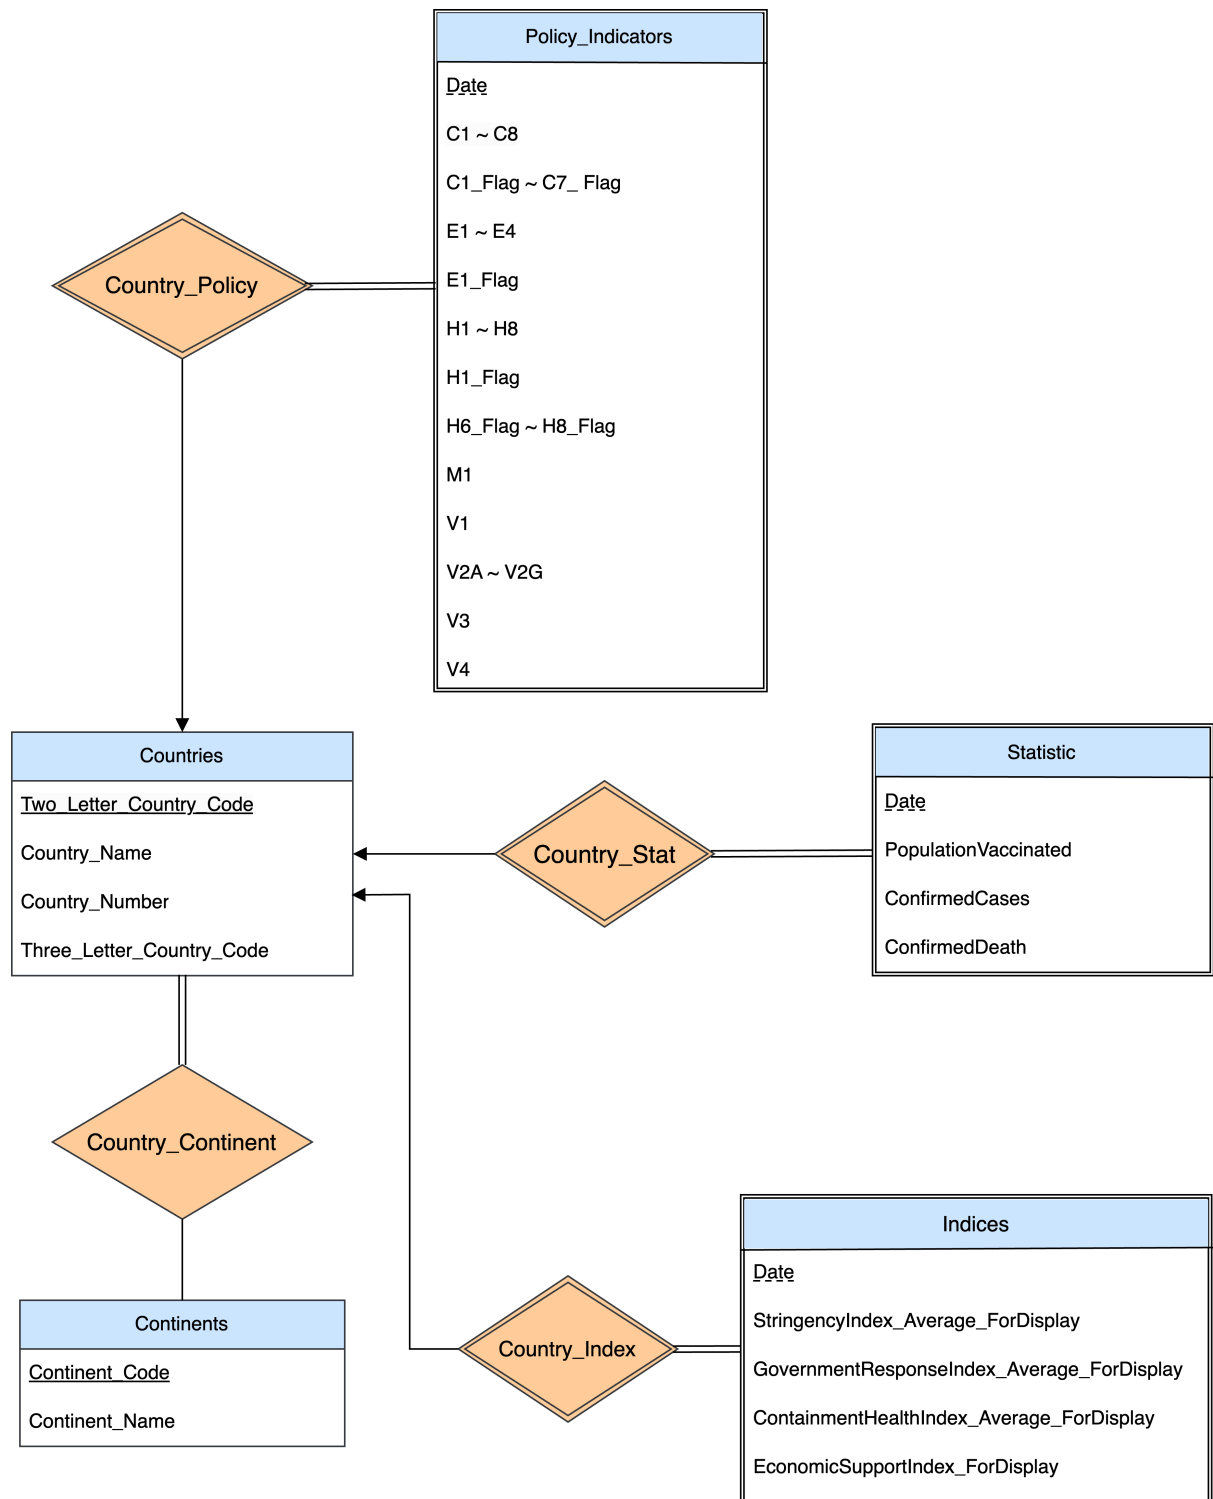 Policy_Indicators
Date
C1 ~ C8
C1_Flag ~ C7_ Flag
E1 ~ E4
E1_Flag
H1 ~ H8
H1_Flag
H6_Flag ~ H8_Flag
M1
V1
V2A ~ V2G
V3
V4
Country_Policy
Countries
Two_Letter_Country_Code
Country_Name
Country_Number
Three_Letter_Country_Code
Country_Stat
Statistic
Date
PopulationVaccinated
ConfirmedCases
ConfirmedDeath
Country_Continent
Continents
Continent_Code
Continent_Name
Country_Index
Indices
Date
StringencyIndex_Average_ForDisplay
GovernmentResponseIndex_Average_ForDisplay
ContainmentHealthIndex_Average_ForDisplay
EconomicSupportIndex_ForDisplay